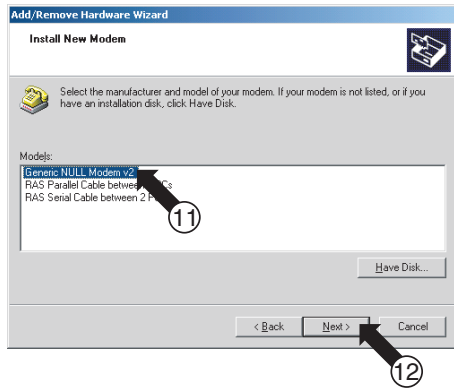 Add/Remove Hardware Wizard
Install New Modem
Select the manufacturer and model of your modem. If your modem is not listed, or if you
have an installation disk, click Have Disk.
Models:
Generic NULL Modem v2
RAS Parallel Cable between Cs
RAS Serial Cable between 2 P
11
Have Disk...
< Back
Next >
Cancel
12